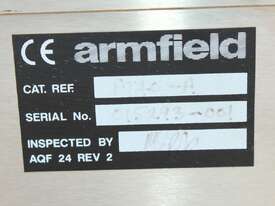 CE armfield
CAT. REF.
SERIAL No.
INSPECTED BY
AQF 24 REV 2